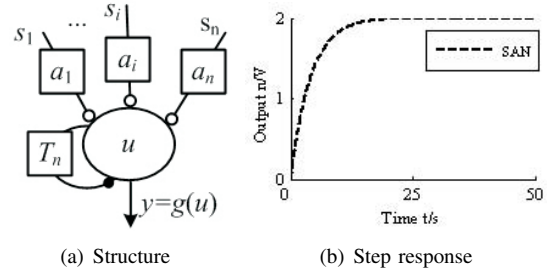 s1 ... si sn
a1 ai an
Tn u
y=g(u)
(a) Structure
2
1
0
Output n/V
SAN
0 25 50
Time t/s
(b) Step response